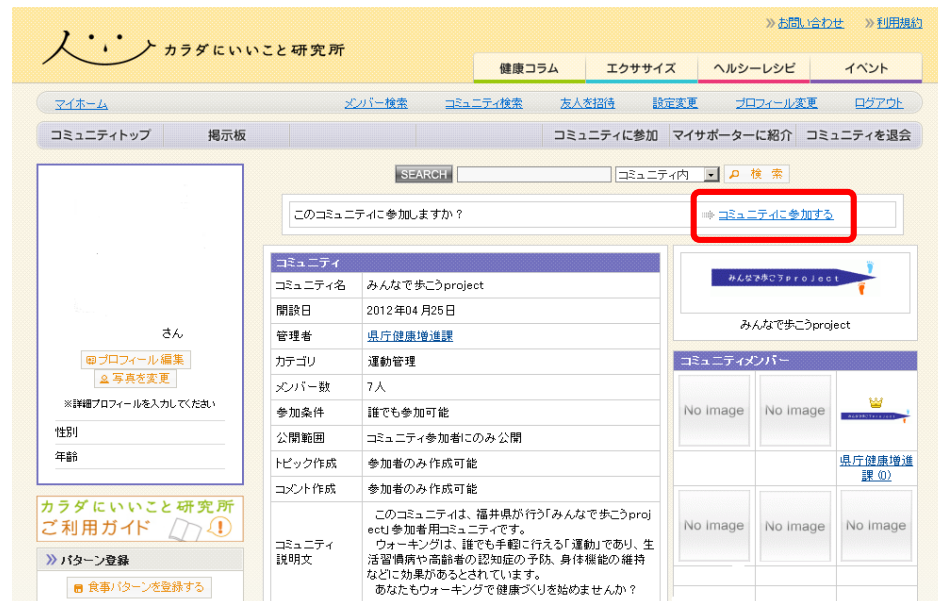 お問い合わせ 利用規約
カラダにいいこと研究所
健康コラム エクササイズ ヘルシーレシピ イベント
マイホーム メンバー検索 コミュニティ検索 友人を招待 設定変更 プロフィール変更 ログアウト
コミュニティトップ 掲示板 コミュニティに参加 マイサポーターに紹介 コミュニティを退会
SEARCH コミュニティ内 検索
このコミュニティに参加しますか? コミュニティに参加する
さん
プロフィール編集
写真を変更
※詳細プロフィールを入力してください
性別
年齢
カラダにいいこと研究所
ご利用ガイド
パターン登録
食事パターンを登録する
コミュニティ
コミュニティ名 みんなで歩こうproject
開設日 2012年04月25日
管理者 県庁健康増進課
カテゴリ 運動管理
メンバー数 7人
参加条件 誰でも参加可能
公開範囲 コミュニティ参加者にのみ公開
トピック作成 参加者のみ作成可能
コメント作成 参加者のみ作成可能
コミュニティ
説明文
このコミュニティは、福井県が行う「みんなで歩こうproj
ect」参加者用コミュニティです。
ウォーキングは、誰でも手軽に行える「運動」であり、生
活習慣病や高齢者の認知症の予防、身体機能の維持
などに効果があるとされています。
あなたもウォーキングで健康づくりを始めませんか?
みんなで歩こうProject
みんなで歩こうproject
コミュニティメンバー
No image No image
県庁健康増進
課(0)
No image No image No image